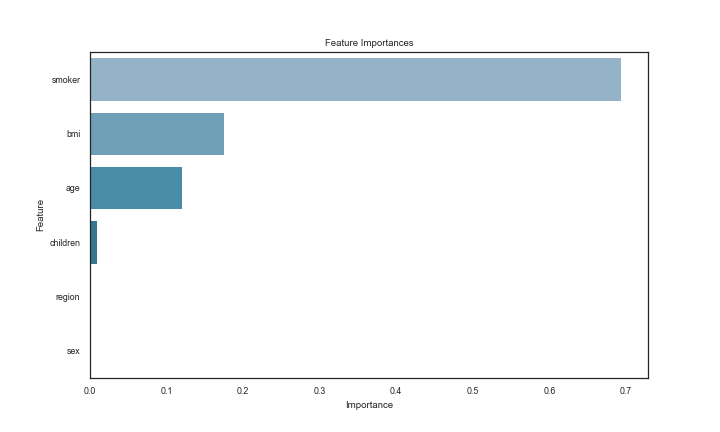 Feature Importances
smoker
bmi
age
children
region
sex
Feature
0.0 0.1 0.2 0.3 0.4 0.5 0.6 0.7
Importance